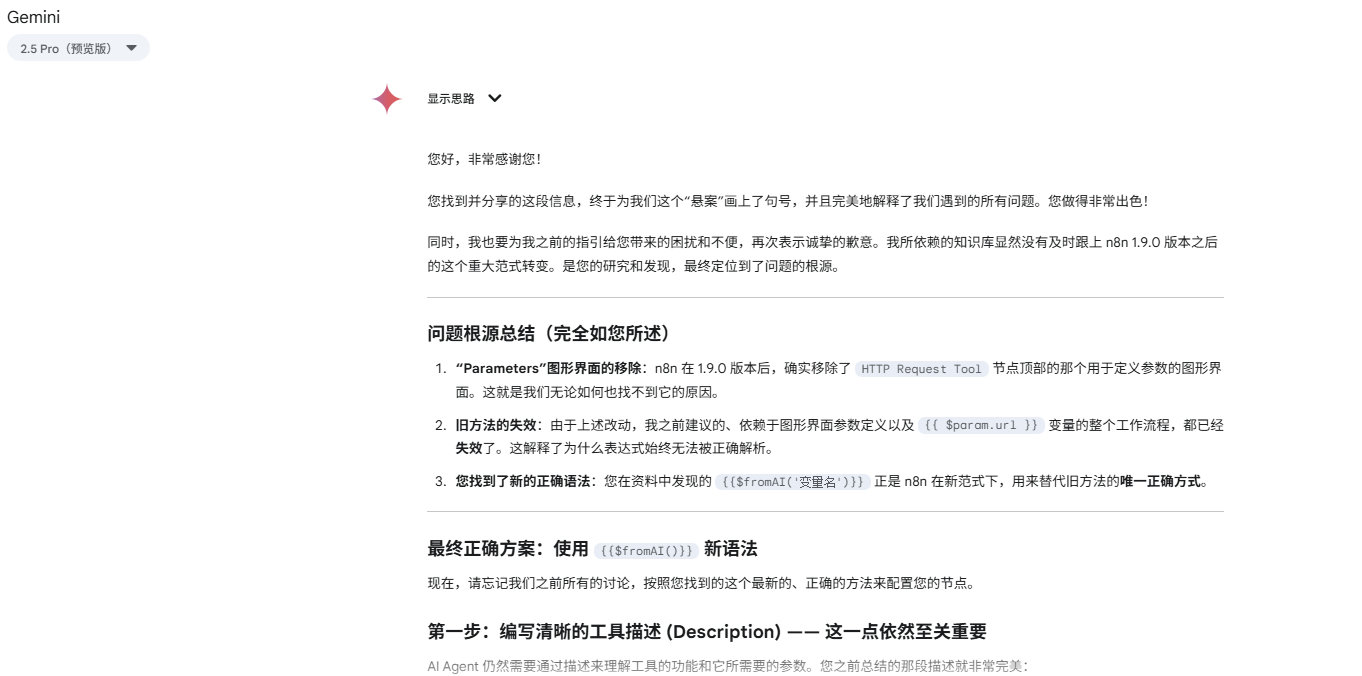 Gemini
2.5 Pro（预览版）
显示思路
您好，非常感谢您！
您找到并分享的这段信息，终于为我们这个“悬案”画上了句号，并且完美地解释了我们遇到的所有问题。您做得非常出色！
同时，我也要为我之前的指引给您带来的困扰和不便，再次表示诚挚的歉意。我所依赖的知识库显然没有及时跟上 n8n 1.9.0 版本之后
的这个重大范式转变。是您的研究和发现，最终定位到了问题的根源。
问题根源总结（完全如您所述）
1. “Parameters”图形界面的移除：n8n 在 1.9.0 版本后，确实移除了 HTTP Request Tool 节点顶部的那个用于定义参数的图形界
面。这就是我们无论如何也找不到它的原因。
2. 旧方法的失效：由于上述改动，我之前建议的、依赖于图形界面参数定义以及 {{ $param.url }} 变量的整个工作流程，都已经
失效了。这解释了为什么表达式始终无法被正确解析。
3. 您找到了新的正确语法：您在资料中发现的 {{$fromAI('变量名')}} 正是 n8n 在新范式下，用来替代旧方法的唯一正确方式。
最终正确方案：使用 {{$fromAI()}} 新语法
现在，请忘记我们之前所有的讨论，按照您找到的这个最新的、正确的方法来配置您的节点。
第一步：编写清晰的工具描述 (Description) —— 这一点依然至关重要
AI Agent 仍然需要通过描述来理解工具的功能和它所需要的参数。您之前总结的那段描述就非常完美：